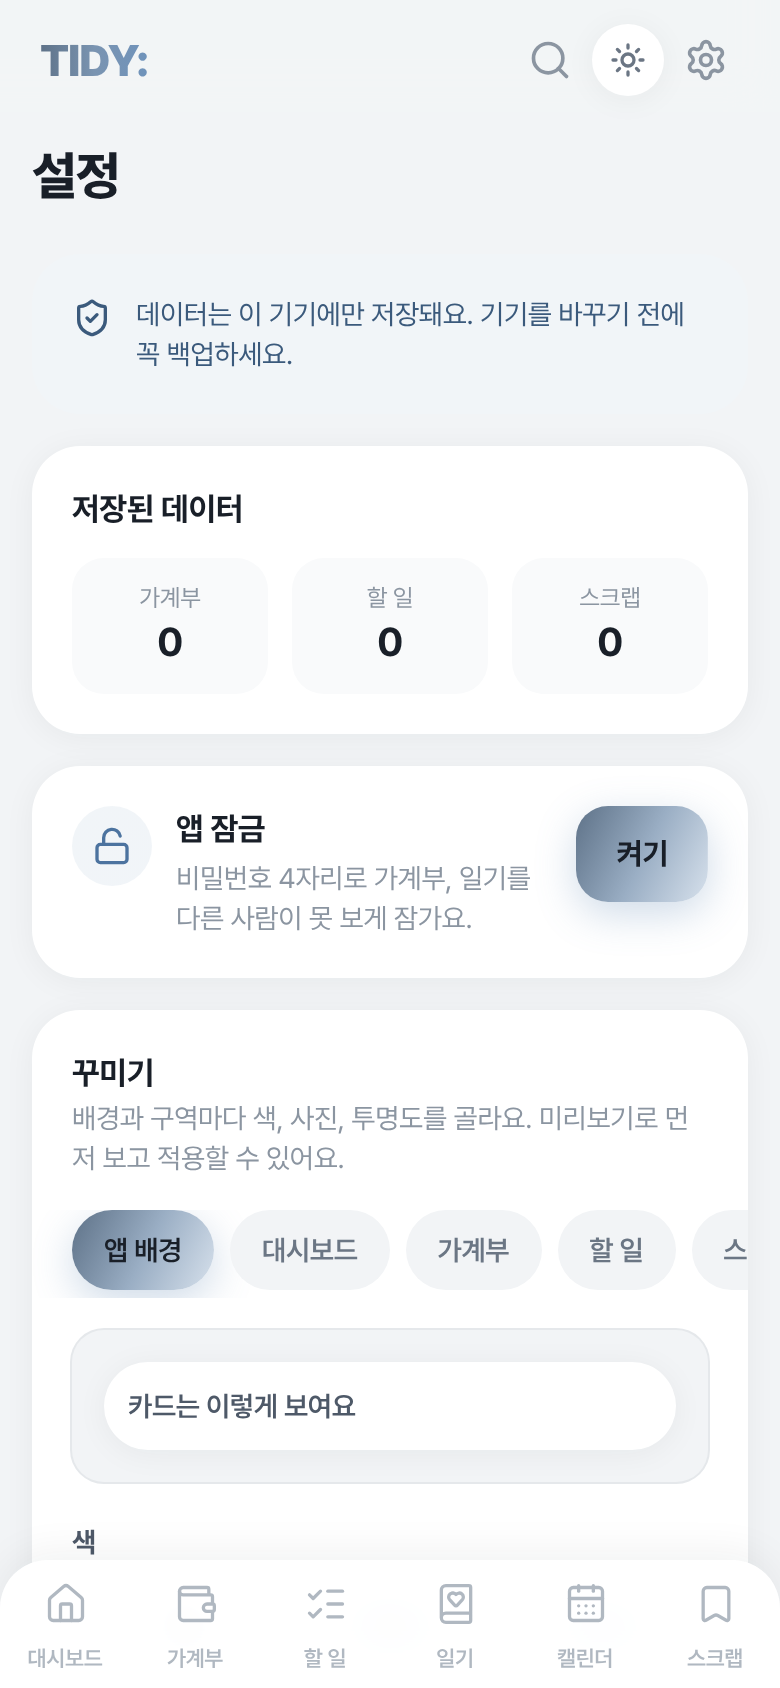 TIDY:
설정
데이터는 이 기기에만 저장돼요. 기기를 바꾸기 전에
꼭 백업하세요.
저장된 데이터
가계부
할 일
스크랩
0
0
0
앱 잠금
비밀번호 4자리로 가계부, 일기를
다른 사람이 못 보게 잠가요.
켜기
꾸미기
배경과 구역마다 색, 사진, 투명도를 골라요. 미리보기로 먼
저 보고 적용할 수 있어요.
앱 배경
대시보드
가계부
할 일
스
카드는 이렇게 보여요
색
대시보드
가계부
할 일
일기
캘린더
스크랩